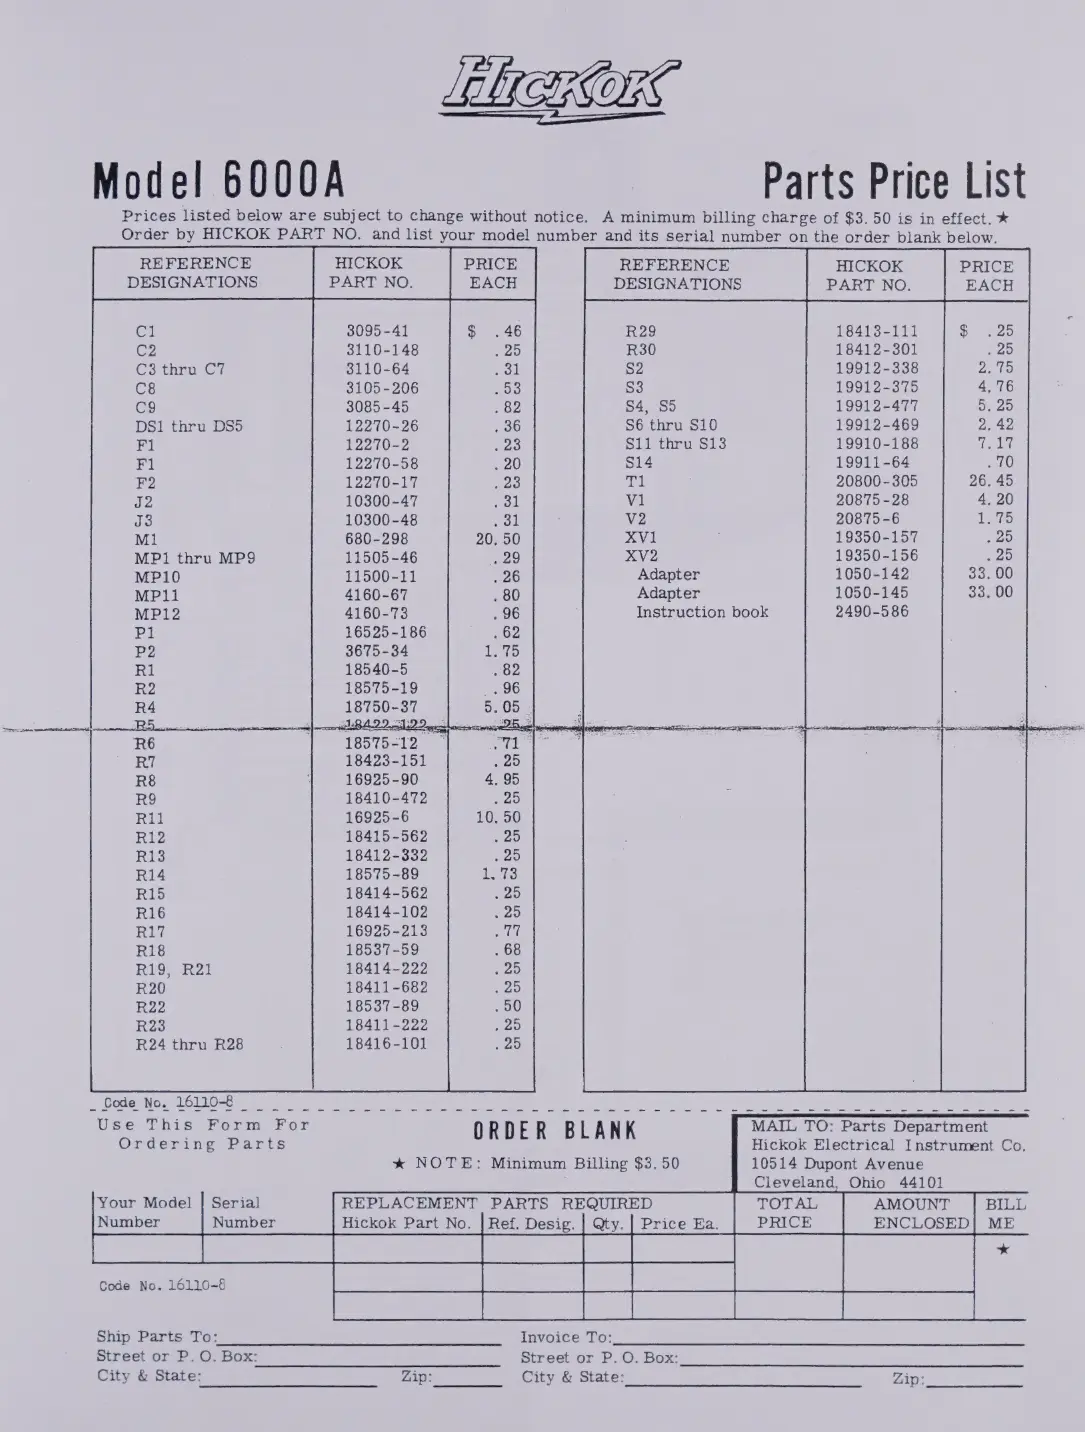 HICKOK
Model 6000A
Parts Price List
Prices listed below are subject to change without notice. A minimum billing charge of $3.50 is in effect. ★
Order by HICKOK PART NO. and list your model number and its serial number on the order blank below.
REFERENCE DESIGNATIONS HICKOK PART NO. PRICE EACH
C1 3095-41 $ .46
C2 3110-148 .25
C3 thru C7 3110-64 .31
C8 3105-206 .53
C9 3085-45 .82
DS1 thru DS5 12270-26 .36
F1 12270-2 .23
F1 12270-58 .20
F2 12270-17 .23
J2 10300-47 .31
J3 10300-48 .31
M1 680-298 20.50
MP1 thru MP9 11505-46 .29
MP10 11500-11 .26
MP11 4160-67 .80
MP12 4160-73 .96
P1 16525-186 .62
P2 3675-34 1.75
R1 18540-5 .82
R2 18575-19 .96
R4 18750-37 5.05
R5 18422-122 .25
R6 18575-12 .71
R7 18423-151 .25
R8 16925-90 4.95
R9 18410-472 .25
R11 16925-6 10.50
R12 18415-562 .25
R13 18412-332 .25
R14 18575-89 1.73
R15 18414-562 .25
R16 18414-102 .25
R17 16925-213 .77
R18 18537-59 .68
R19, R21 18414-222 .25
R20 18411-682 .25
R22 18537-89 .50
R23 18411-222 .25
R24 thru R28 18416-101 .25
REFERENCE DESIGNATIONS HICKOK PART NO. PRICE EACH
R29 18413-111 $ .25
R30 18412-301 .25
S2 19912-338 2.75
S3 19912-375 4.76
S4, S5 19912-477 5.25
S6 thru S10 19912-469 2.42
S11 thru S13 19910-188 7.17
S14 19911-64 .70
T1 20800-305 26.45
V1 20875-28 4.20
V2 20875-6 1.75
XV1 19350-157 .25
XV2 19350-156 .25
Adapter 1050-142 33.00
Adapter 1050-145 33.00
Instruction book 2490-586
Code No. 16110-8
Use This Form For
Ordering Parts
ORDER BLANK
★ NOTE: Minimum Billing $3.50
MAIL TO: Parts Department
Hickok Electrical Instrument Co.
10514 Dupont Avenue
Cleveland, Ohio 44101
Your Model Number Serial Number REPLACEMENT PARTS REQUIRED TOTAL PRICE AMOUNT ENCLOSED BILL ME
Hickok Part No. Ref. Desig. Qty. Price Ea.
★
Code No. 16110-8
Ship Parts To: Invoice To:
Street or P.O. Box: Street or P.O. Box:
City & State: Zip: City & State: Zip: